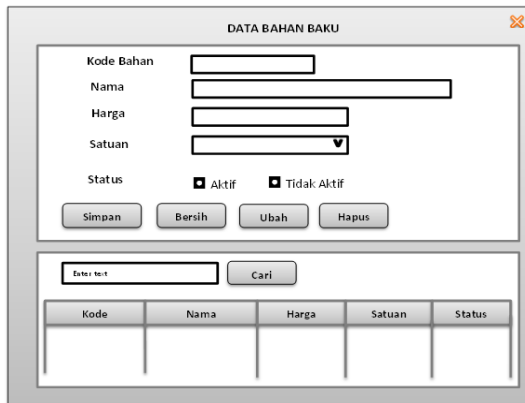 DATA BAHAN BAKU
Kode Bahan
Nama
Harga
Satuan
Status Aktif Tidak Aktif
Simpan Bersih Ubah Hapus
Enter text Cari
Kode Nama Harga Satuan Status